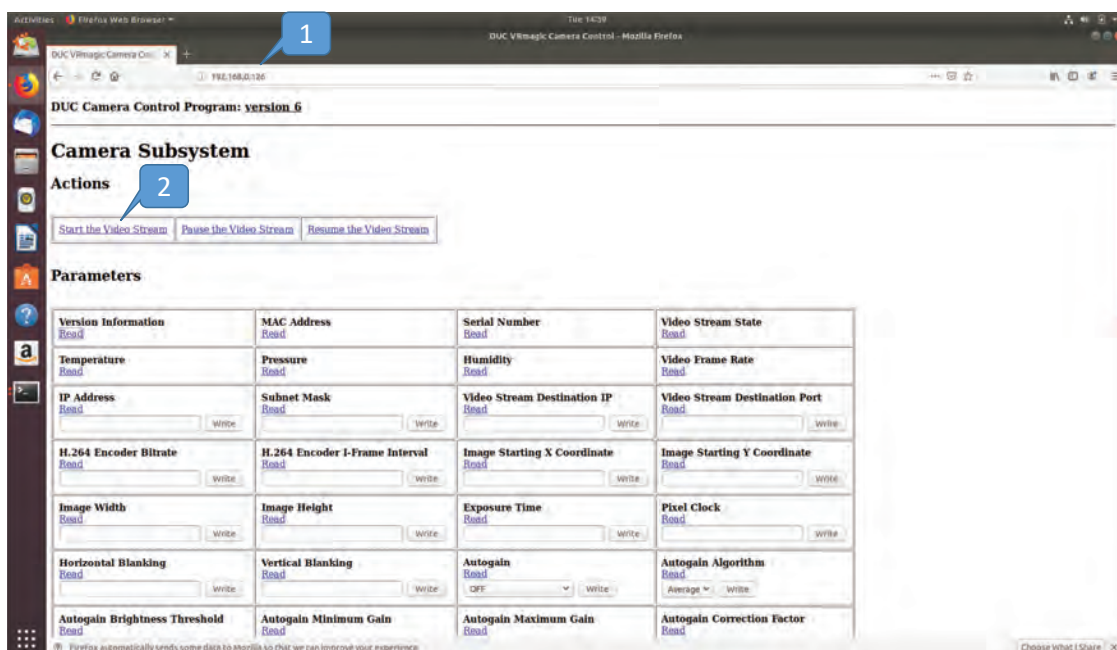 Activities Firefox Web Browser
Tue 14:39
DUC VRmagic Camera Control - Mozilla Firefox
1
DUC VRmagic Camera Con
192.168.0.126
DUC Camera Control Program: version 6
Camera Subsystem
Actions
2
Start the Video Stream Pause the Video Stream Resume the Video Stream
Parameters
Version Information MAC Address Serial Number Video Stream State
Read Read Read Read
Temperature Pressure Humidity Video Frame Rate
Read Read Read Read
IP Address Subnet Mask Video Stream Destination IP Video Stream Destination Port
Read Read Read Read
Write Write Write Write
H.264 Encoder Bitrate H.264 Encoder I-Frame Interval Image Starting X Coordinate Image Starting Y Coordinate
Read Read Read Read
Write Write Write Write
Image Width Image Height Exposure Time Pixel Clock
Read Read Read Read
Write Write Write Write
Horizontal Blanking Vertical Blanking Autogain Autogain Algorithm
Read Read Read Read
Write Write OFF Write Average Write
Autogain Brightness Threshold Autogain Minimum Gain Autogain Maximum Gain Autogain Correction Factor
Read Read Read Read
Firefox automatically sends some data to Mozilla so that we can improve your experience. Choose What I Share